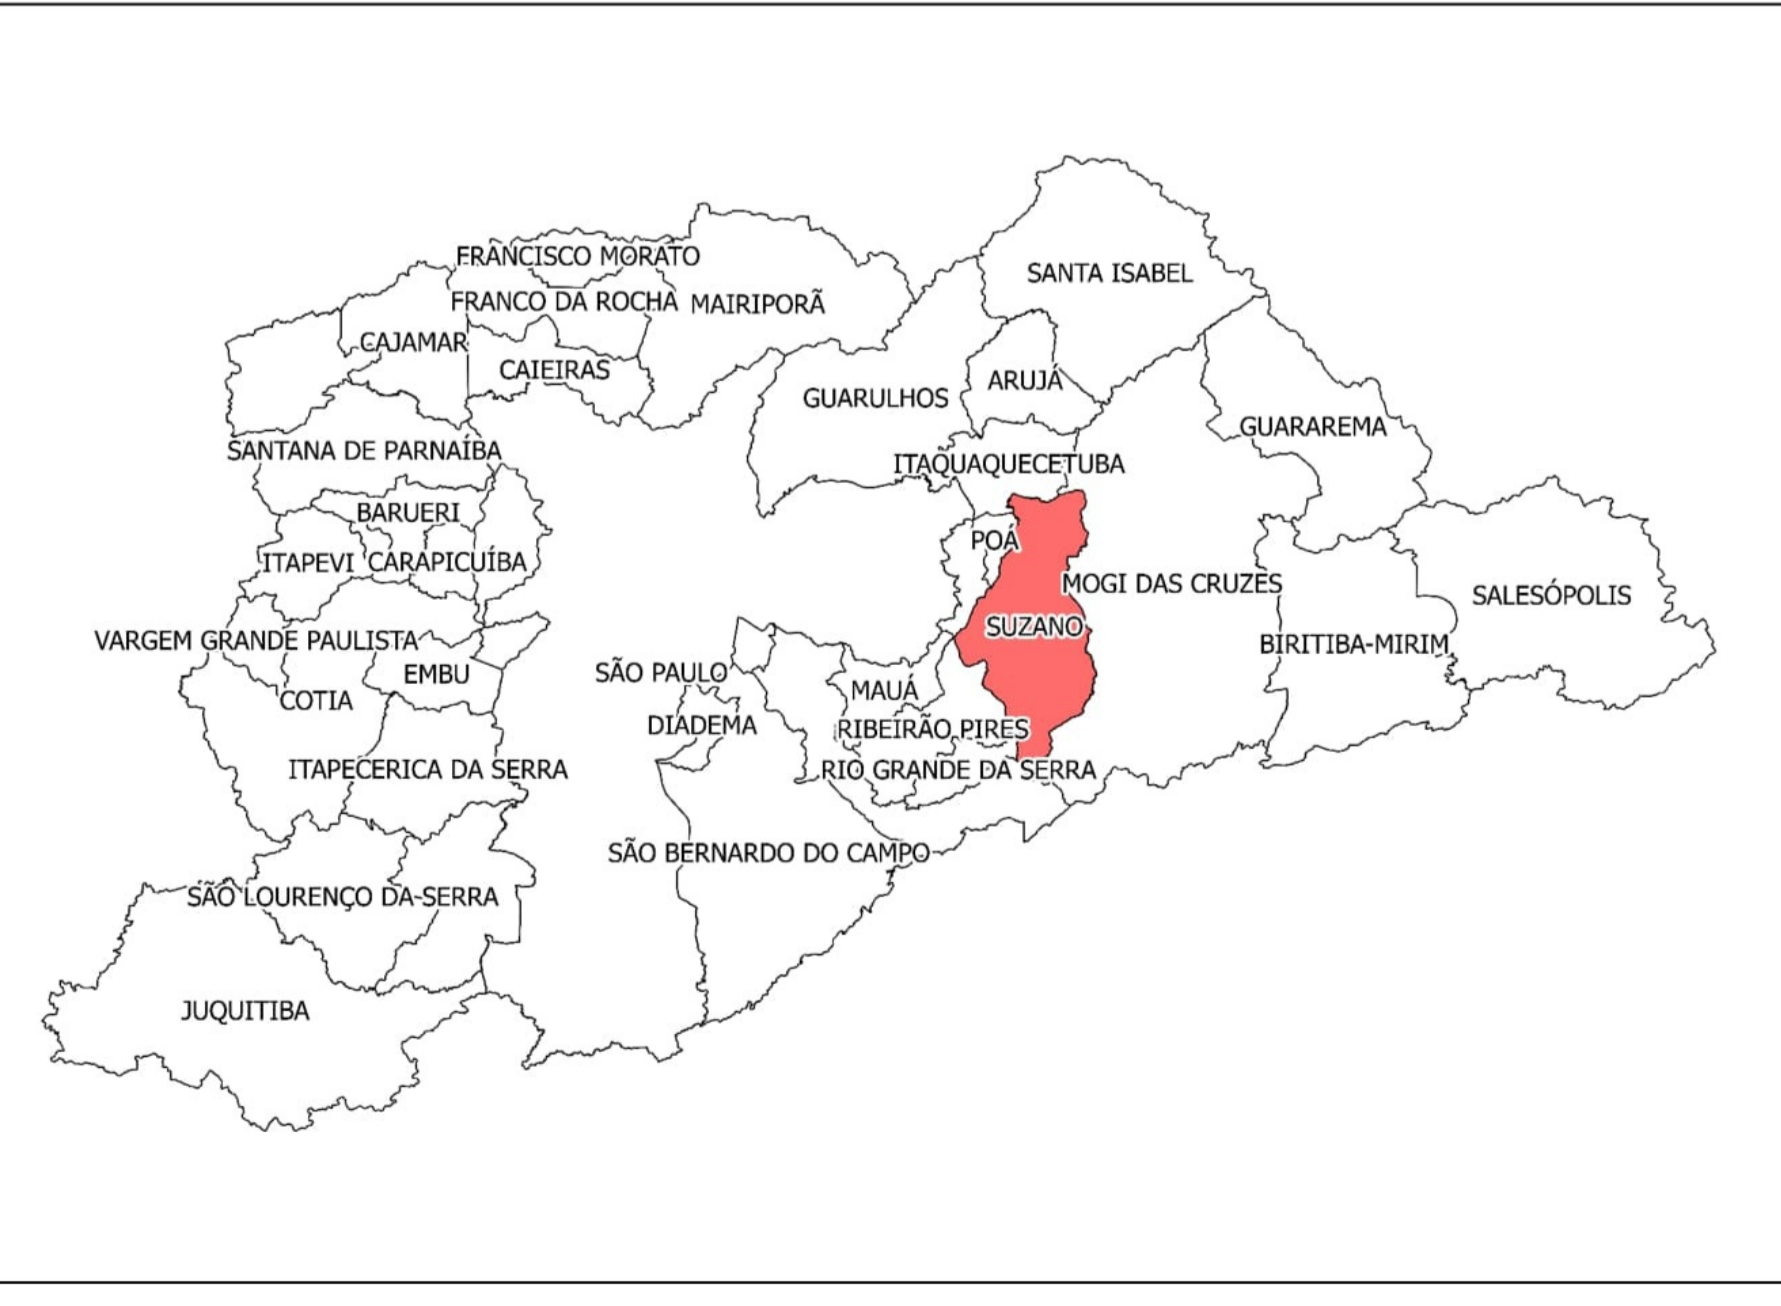 FRANCISCO MORATO
SANTA ISABEL
FRANCO DA ROCHA
MAIRIPORÃ
CAJAMAR
CAIEIRAS
ARUJÁ
GUARULHOS
GUARAREMA
SANTANA DE PARNAÍBA
ITAQUAQUECETUBA
BARUERI
POÁ
ITAPEVI
CARAPICUÍBA
MOGI DAS CRUZES
SALESÓPOLIS
SUZANO
VARGEM GRANDE PAULISTA
BIRITIBA-MIRIM
EMBU
SÃO PAULO
MAUÁ
COTIA
DIADEMA
RIBEIRÃO PIRES
ITAPECERICA DA SERRA
RIO GRANDE DA SERRA
SÃO BERNARDO DO CAMPO
SÃO LOURENÇO DA SERRA
JUQUITIBA